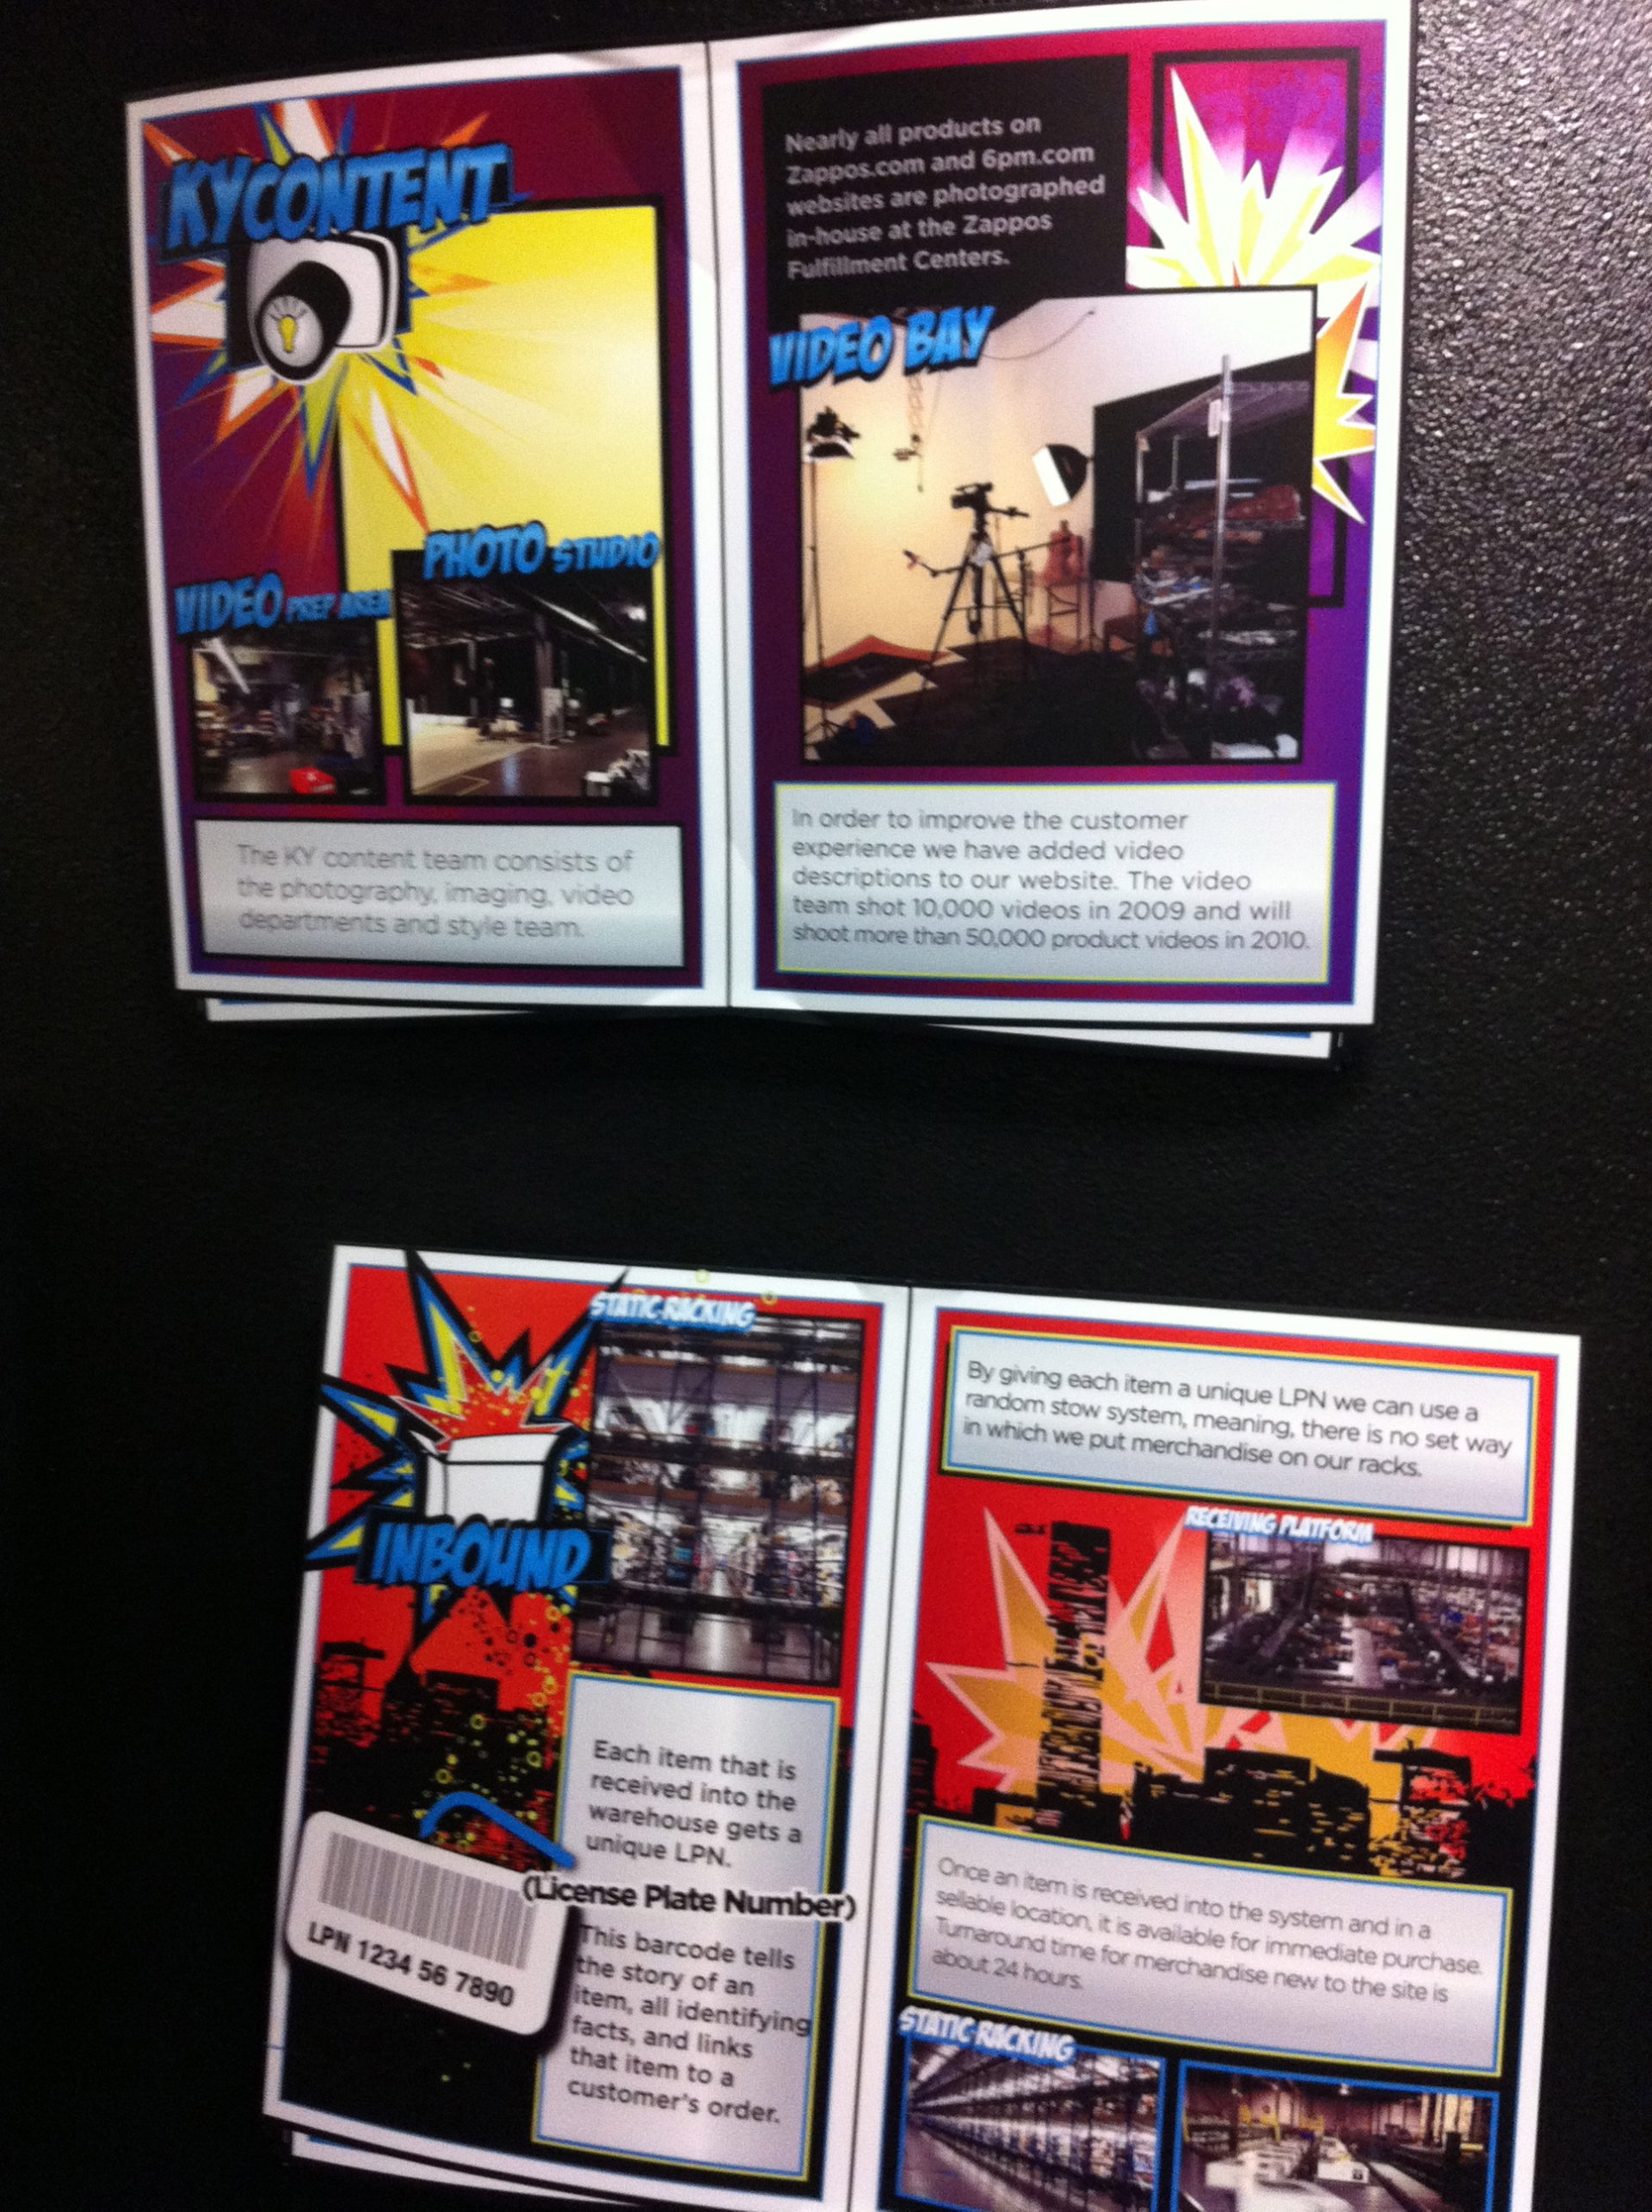 KYCONTENT
VIDEO PREP AREA
PHOTO STUDIO
The KY content team consists of
the photography, imaging, video
departments and style team.
Nearly all products on
Zappos.com and 6pm.com
websites are photographed
in-house at the Zappos
Fulfillment Centers.
VIDEO BAY
In order to improve the customer
experience we have added video
descriptions to our website. The video
team shot 10,000 videos in 2009 and will
shoot more than 50,000 product videos in 2010.
STATIC RACKING
INBOUND
Each item that is
received into the
warehouse gets a
unique LPN.
(License Plate Number)
This barcode tells
the story of an
item, all identifying
facts, and links
that item to a
customer's order.
LPN 1234 56 7890
By giving each item a unique LPN we can use a
random stow system, meaning, there is no set way
in which we put merchandise on our racks.
RECEIVING PLATFORM
Once an item is received into the system and in a
sellable location, it is available for immediate purchase.
Turnaround time for merchandise new to the site is
about 24 hours.
STATIC RACKING